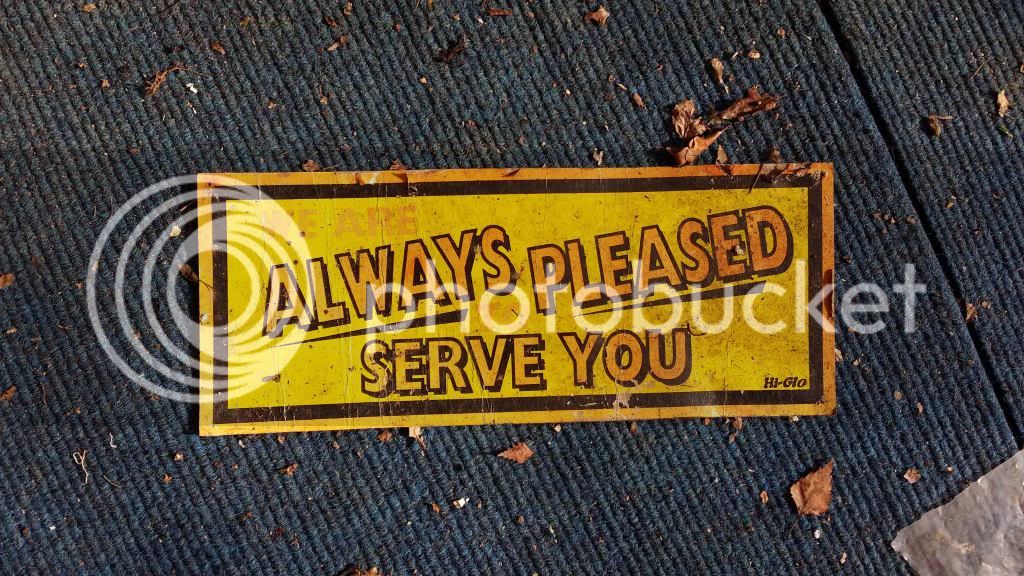 WE ARE
ALWAYS PLEASED
SERVE YOU
Hi-Glo
photobucket